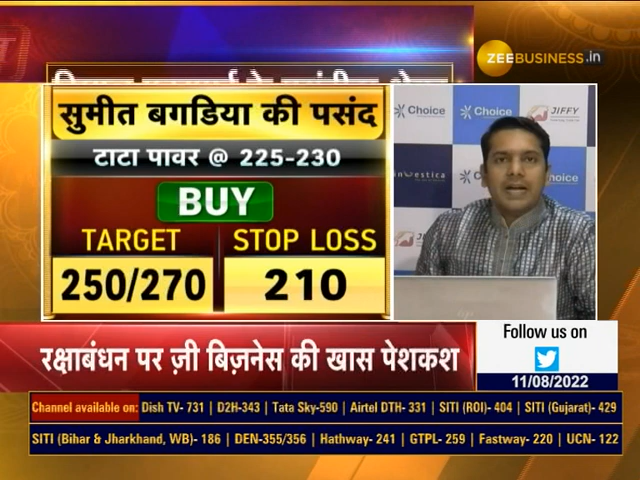 ZEEBUSINESS.in
सुमीत बगडिया की पसंद
टाटा पावर @ 225-230
BUY
TARGET
STOP LOSS
250/270
210
Choice
Choice
JIFFY
investica
Choice
JIFFY
रक्षाबंधन पर ज़ी बिज़नेस की खास पेशकश
Follow us on
11/08/2022
Channel available on: Dish TV- 731 | D2H-343 | Tata Sky-590 | Airtel DTH- 331 | SITI (ROI)- 404 | SITI (Gujarat)- 429
SITI (Bihar & Jharkhand, WB)- 186 | DEN-355/356 | Hathway- 241 | GTPL- 259 | Fastway- 220 | UCN- 122